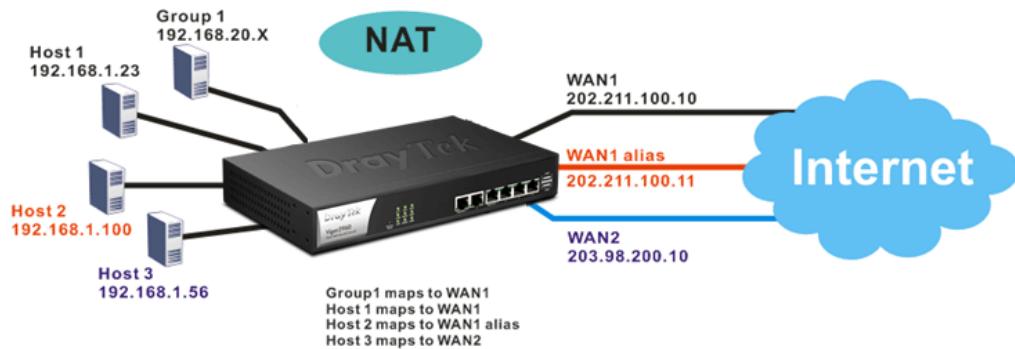 Group 1
192.168.20.X
NAT
Host 1
192.168.1.23
WAN1
202.211.100.10
DrayTek
WAN1 alias
202.211.100.11
Internet
Host 2
192.168.1.100
DrayTek
Vigor2960
WAN2
203.98.200.10
Host 3
192.168.1.56
Group1 maps to WAN1
Host 1 maps to WAN1
Host 2 maps to WAN1 alias
Host 3 maps to WAN2